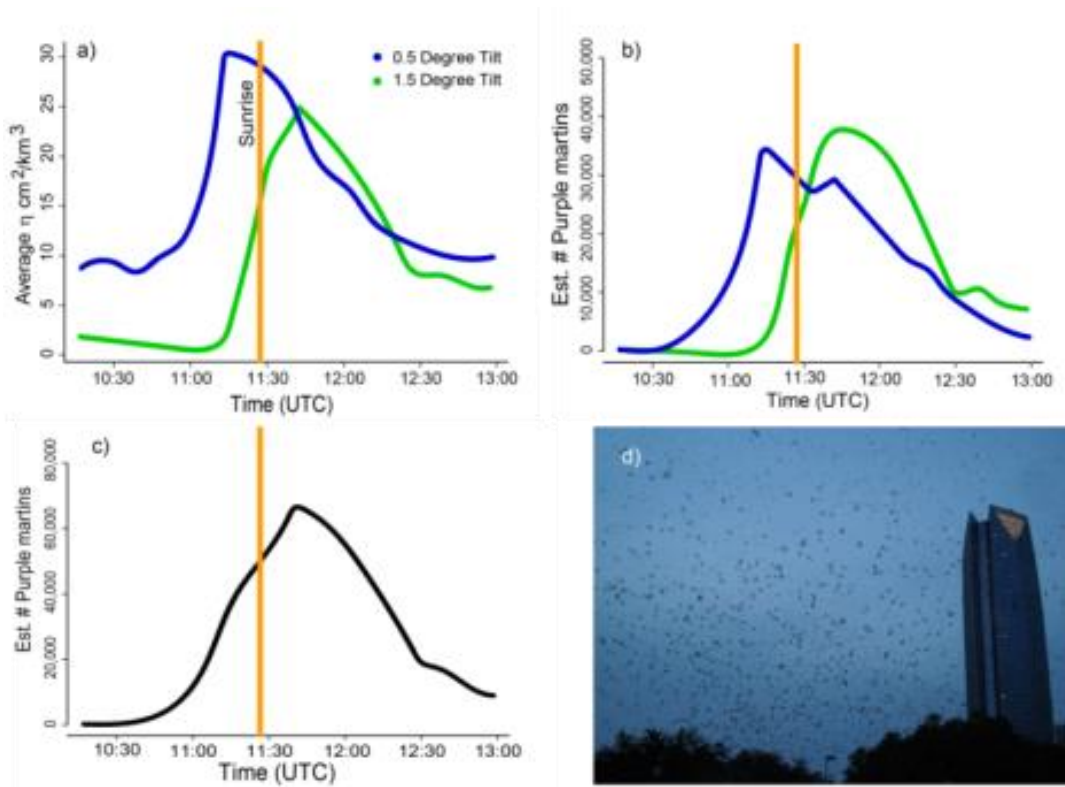 a)
0.5 Degree Tilt
1.5 Degree Tilt
Sunrise
Average η cm²/km³
30
25
20
15
10
5
0
10:30 11:00 11:30 12:00 12:30 13:00
Time (UTC)
b)
Est. # Purple martins
50,000
40,000
30,000
20,000
10,000
0
10:30 11:00 11:30 12:00 12:30 13:00
Time (UTC)
c)
Est. # Purple martins
80,000
60,000
40,000
20,000
0
10:30 11:00 11:30 12:00 12:30 13:00
Time (UTC)
d)